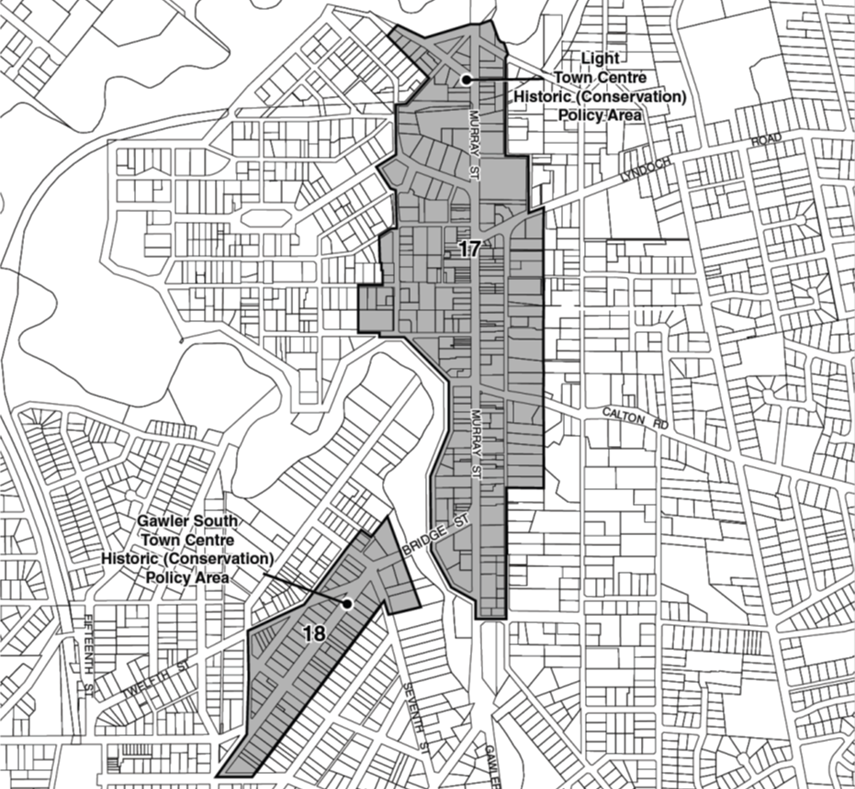 Light
Town Centre
Historic (Conservation)
Policy Area
MURRAY ST
LYNDOCH
ROAD
17
CALTON RD
MURRAY ST
Gawler South
Town Centre
Historic (Conservation)
Policy Area
BRIDGE ST
18
FIFTEENTH ST
TWELFTH ST
SEVENTH ST
GAWLER